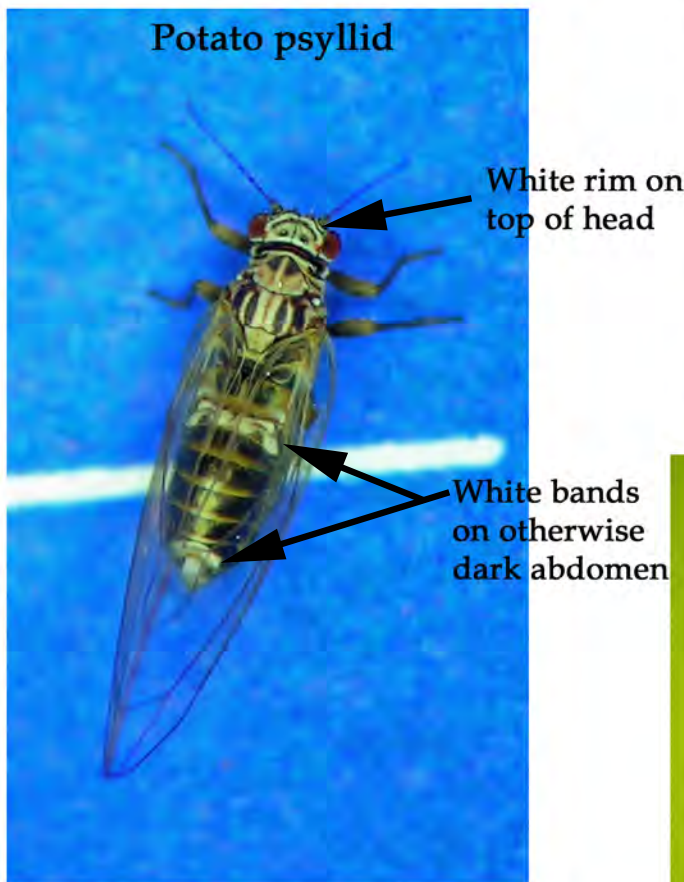 Potato psyllid
White rim on
top of head
White bands
on otherwise
dark abdomen